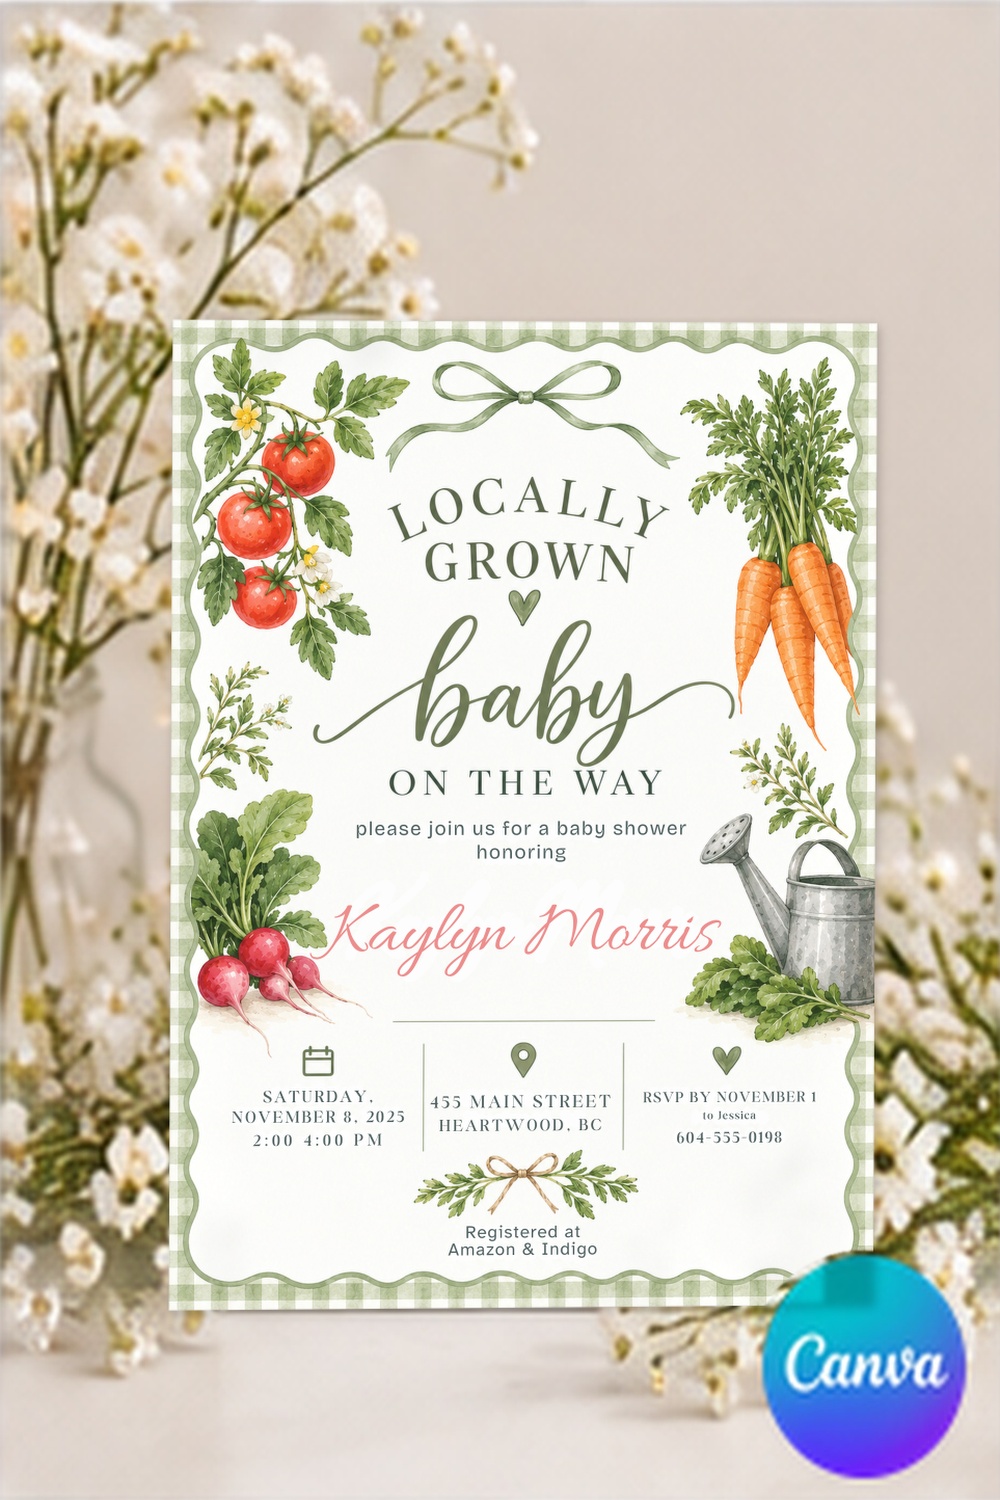 LOCALLY
GROWN
baby
ON THE WAY
please join us for a baby shower
honoring
Kaylyn Morris
SATURDAY,
NOVEMBER 8, 2025
2:00 4:00 PM
455 MAIN STREET
HEARTWOOD, BC
RSVP BY NOVEMBER 1
to Jessica
604-555-0198
Registered at
Amazon & Indigo
Canva